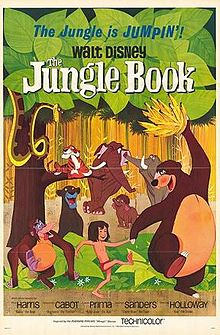 The Jungle is JUMPIN'!
WALT DISNEY
The
Jungle Book
HARRIS CABOT PRIMA SANDERS HOLLOWAY
TECHNICOLOR